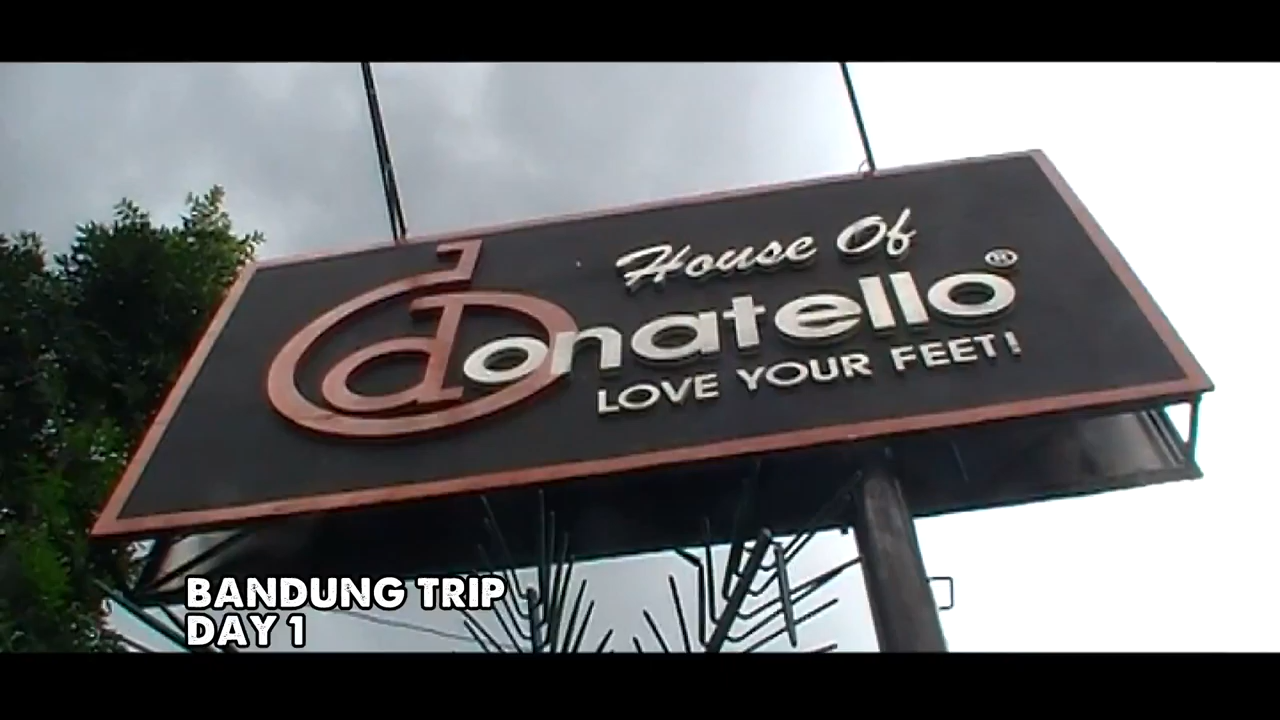 House Of
donatello®
LOVE YOUR FEET!
BANDUNG TRIP
DAY 1